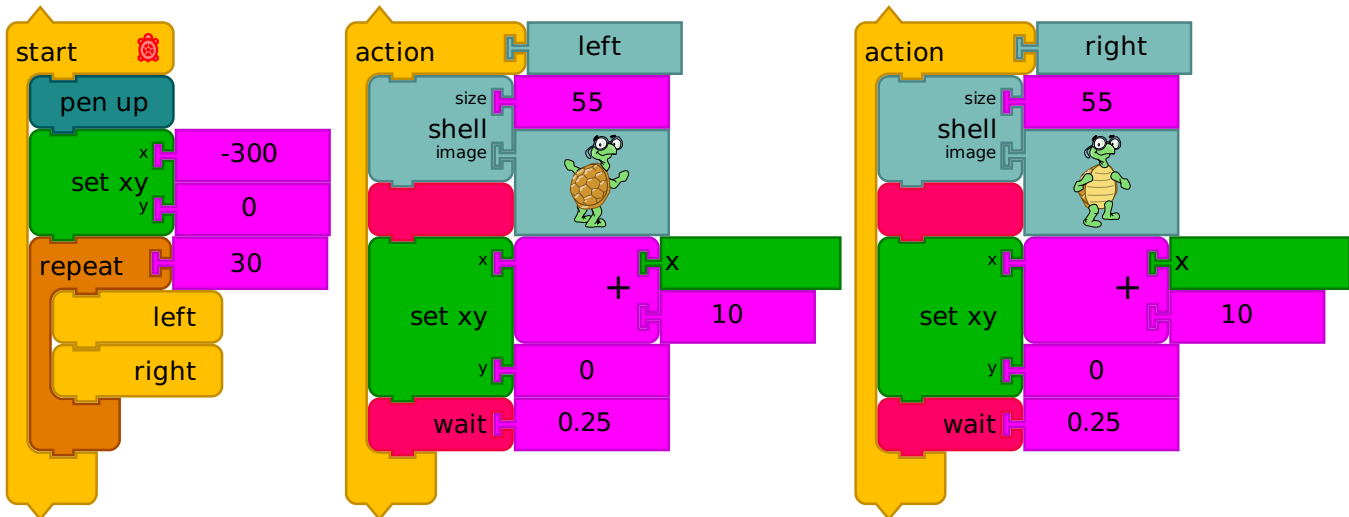 start
pen up
x -300
set xy
y 0
repeat 30
left
right
action left
size 55
shell
image
x + x
10
set xy
y 0
wait 0.25
action right
size 55
shell
image
x + x
10
set xy
y 0
wait 0.25